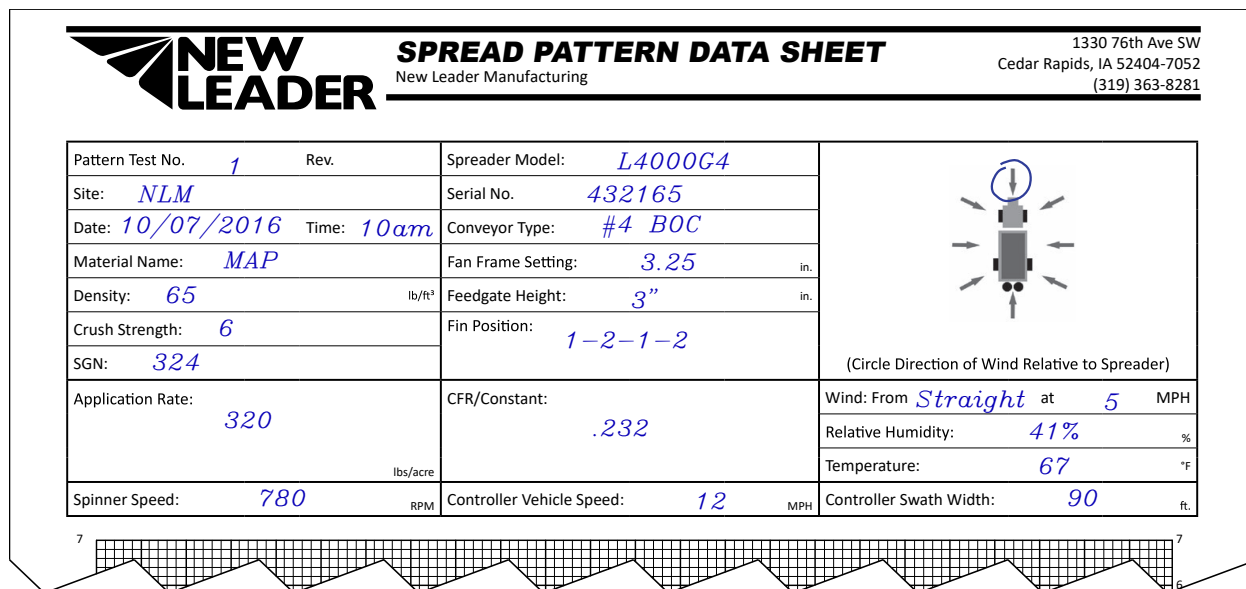 NEW LEADER
SPREAD PATTERN DATA SHEET
New Leader Manufacturing
1330 76th Ave SW
Cedar Rapids, IA 52404-7052
(319) 363-8281
Pattern Test No. 1 Rev.
Site: NLM
Date: 10/07/2016 Time: 10am
Material Name: MAP
Density: 65 lb/ft³
Crush Strength: 6
SGN: 324
Spreader Model: L4000G4
Serial No. 432165
Conveyor Type: #4 BOC
Fan Frame Setting: 3.25 in.
Feedgate Height: 3” in.
Fin Position: 1-2-1-2
(Circle Direction of Wind Relative to Spreader)
Application Rate: 320 lbs/acre
CFR/Constant: .232
Wind: From Straight at 5 MPH
Relative Humidity: 41% %
Temperature: 67 °F
Spinner Speed: 780 RPM
Controller Vehicle Speed: 12 MPH
Controller Swath Width: 90 ft.
7 7
6